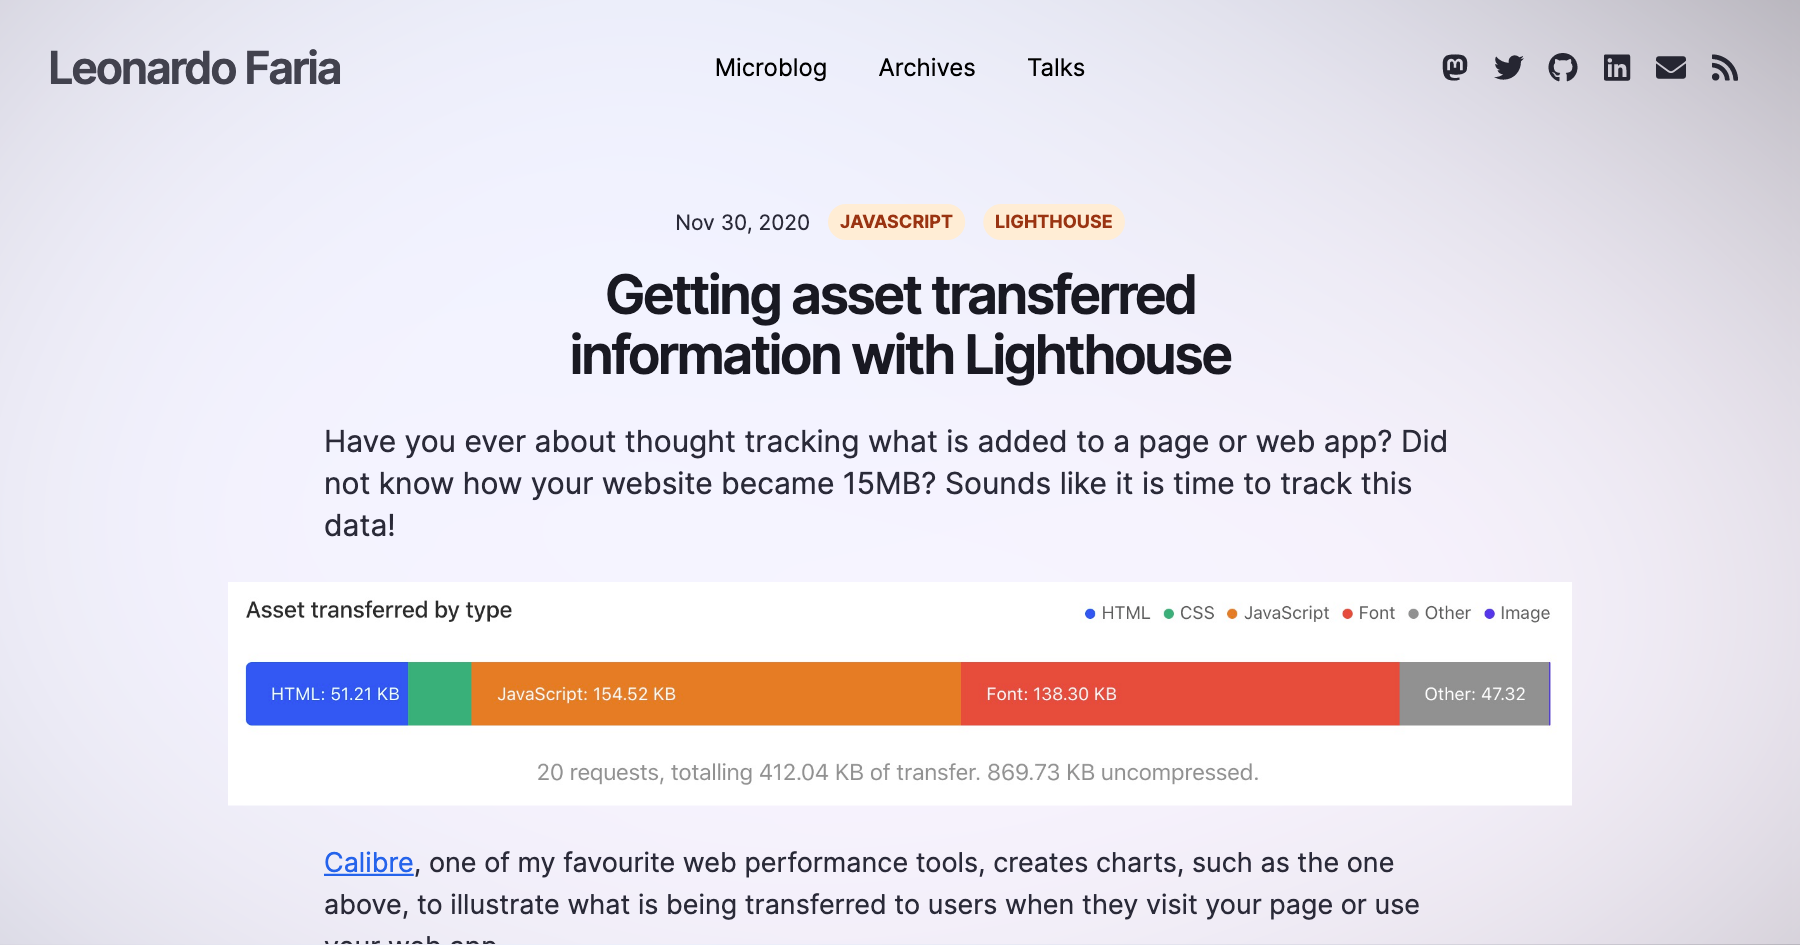 Leonardo Faria
Microblog Archives Talks
Nov 30, 2020 JAVASCRIPT LIGHTHOUSE
Getting asset transferred
information with Lighthouse
Have you ever about thought tracking what is added to a page or web app? Did
not know how your website became 15MB? Sounds like it is time to track this
data!
Asset transferred by type
HTML CSS JavaScript Font Other Image
HTML: 51.21 KB JavaScript: 154.52 KB Font: 138.30 KB Other: 47.32
20 requests, totalling 412.04 KB of transfer. 869.73 KB uncompressed.
Calibre, one of my favourite web performance tools, creates charts, such as the one
above, to illustrate what is being transferred to users when they visit your page or use
your web app